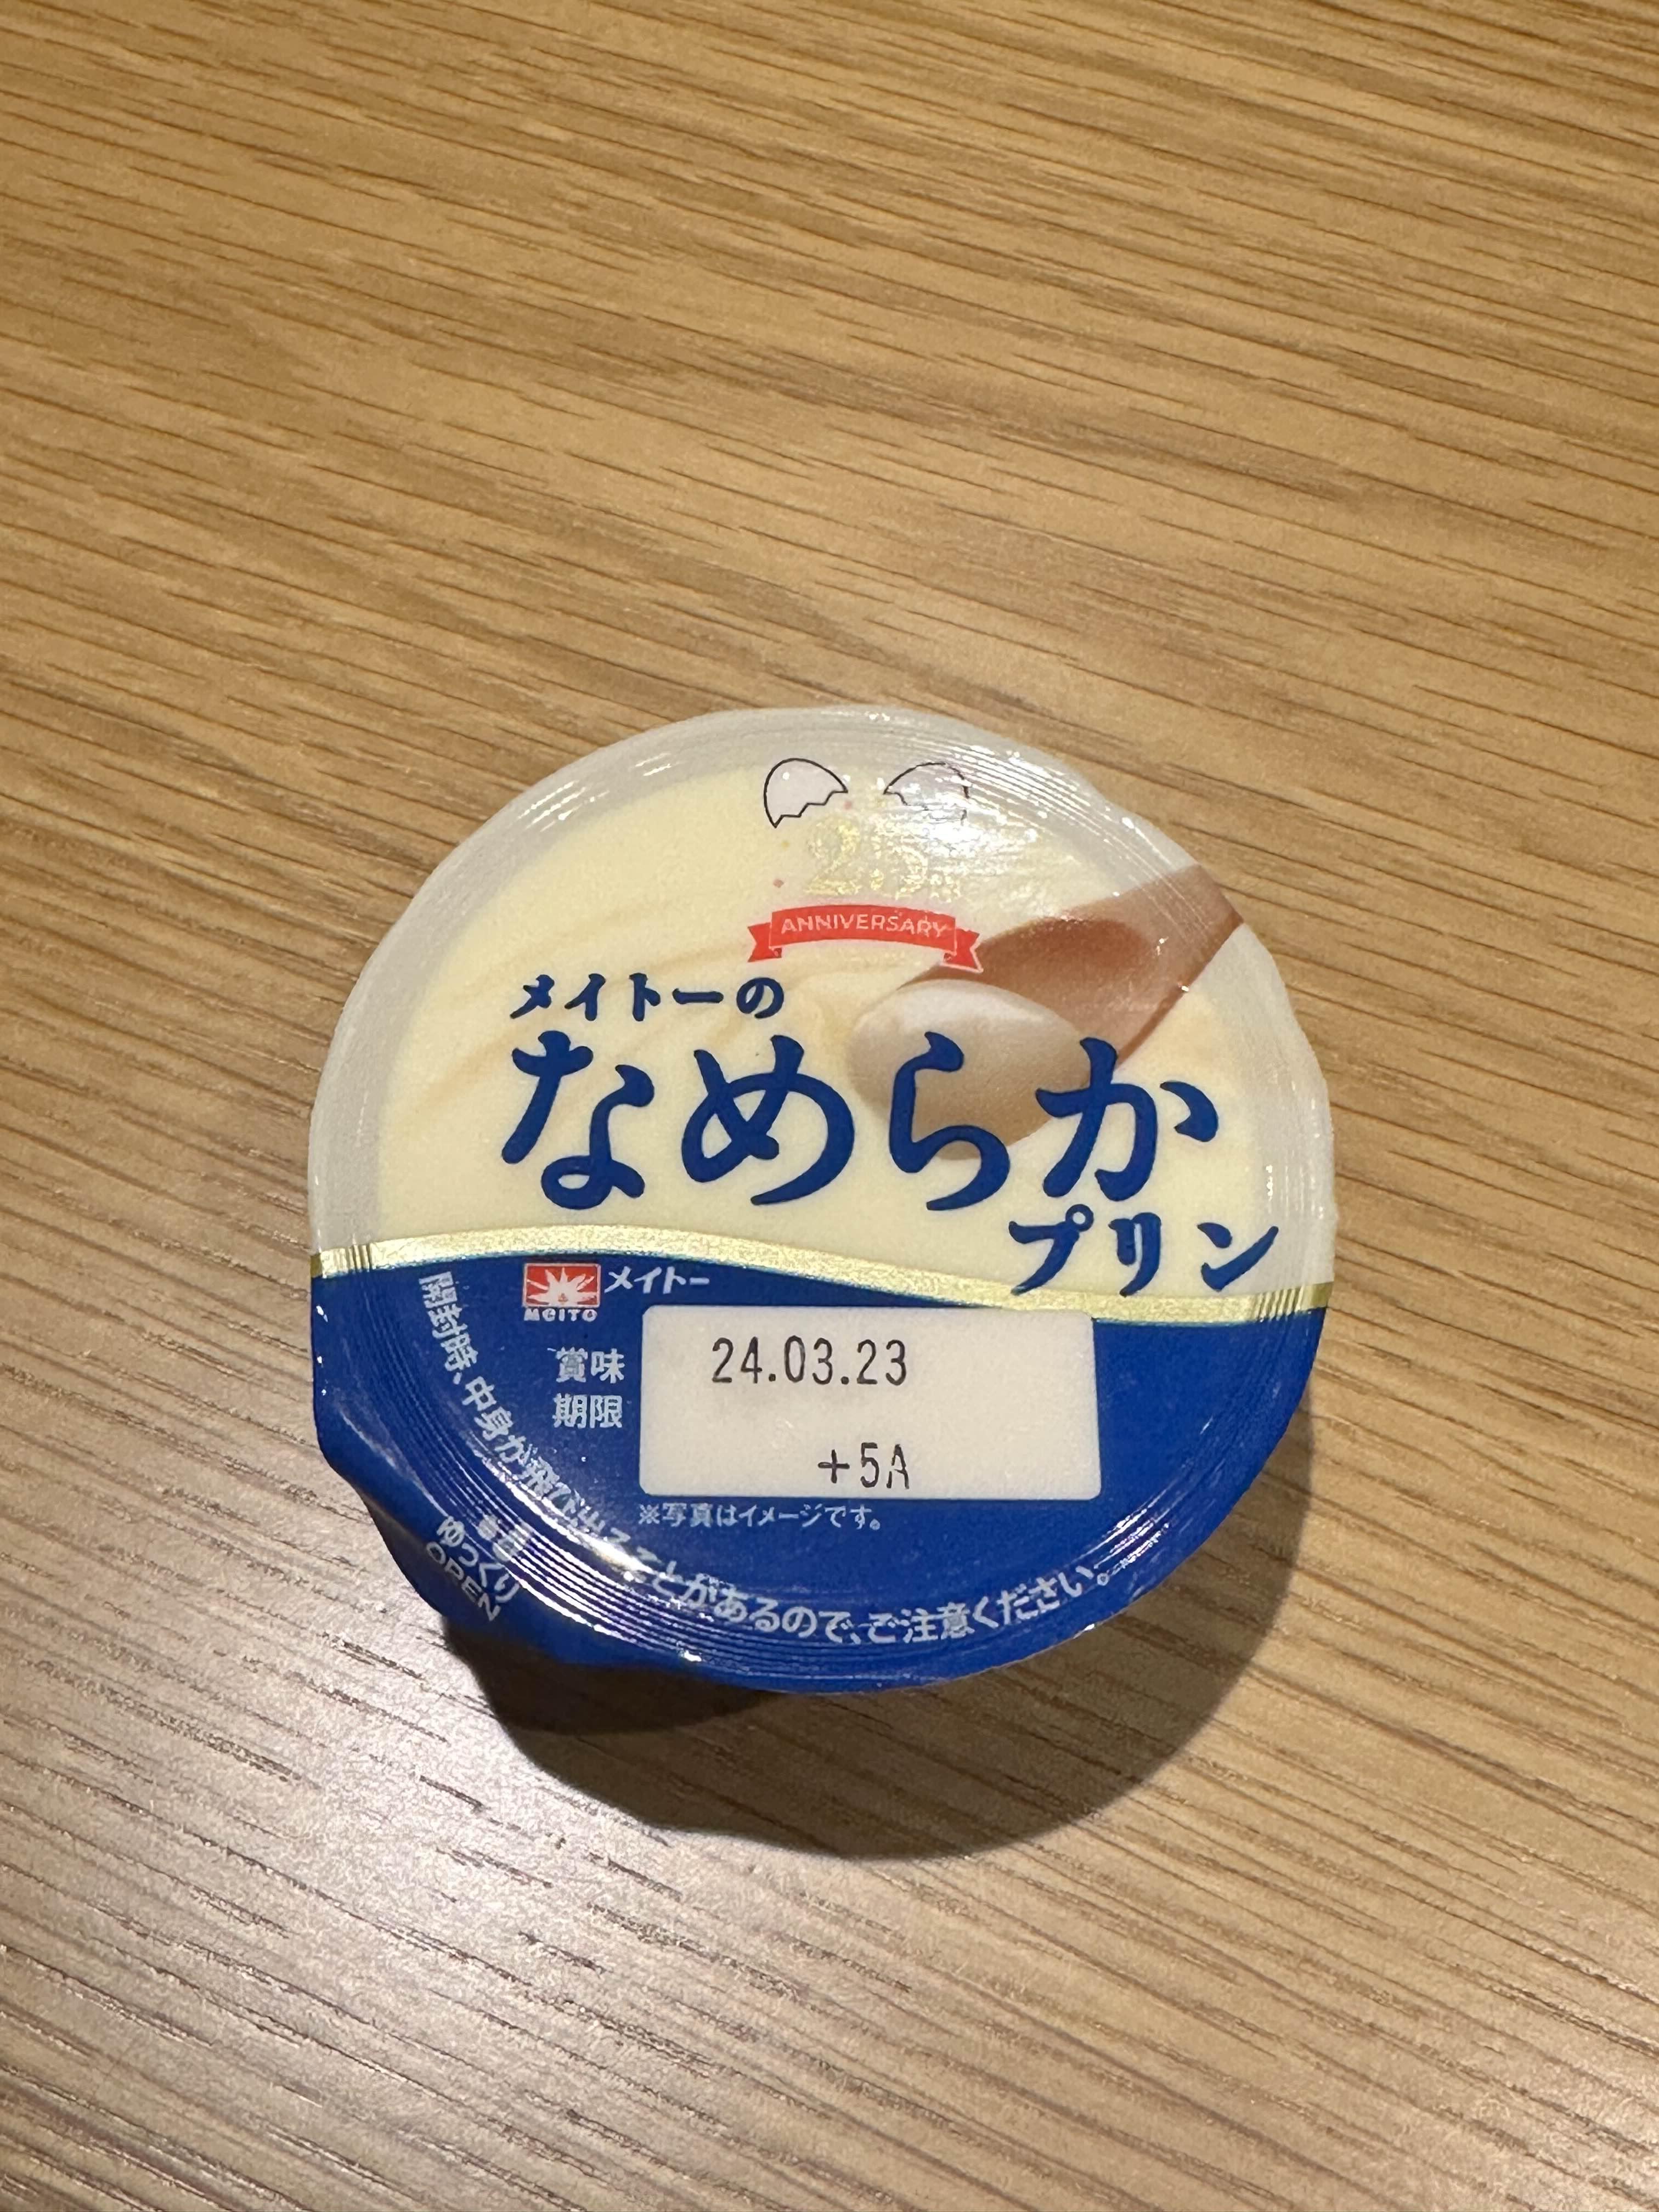 ANNIVERSARY
メイトーの
なめらか
プリン
メイトー
MEITO
賞味
期限
24.03.23
+5A
※写真はイメージです。
開封時、中身が飛び出ることがあるので、ご注意ください。
ゆっくり
OPEN